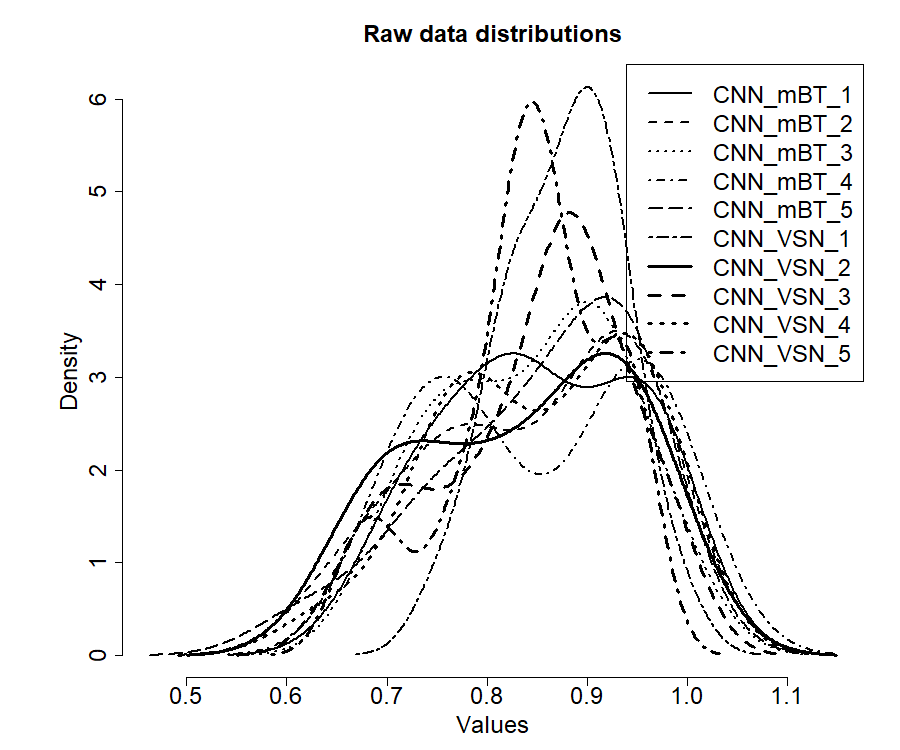 Raw data distributions
CNN_mBT_1
CNN_mBT_2
CNN_mBT_3
CNN_mBT_4
CNN_mBT_5
CNN_VSN_1
CNN_VSN_2
CNN_VSN_3
CNN_VSN_4
CNN_VSN_5
6
5
4
3
2
1
0
Density
0.5 0.6 0.7 0.8 0.9 1.0 1.1
Values